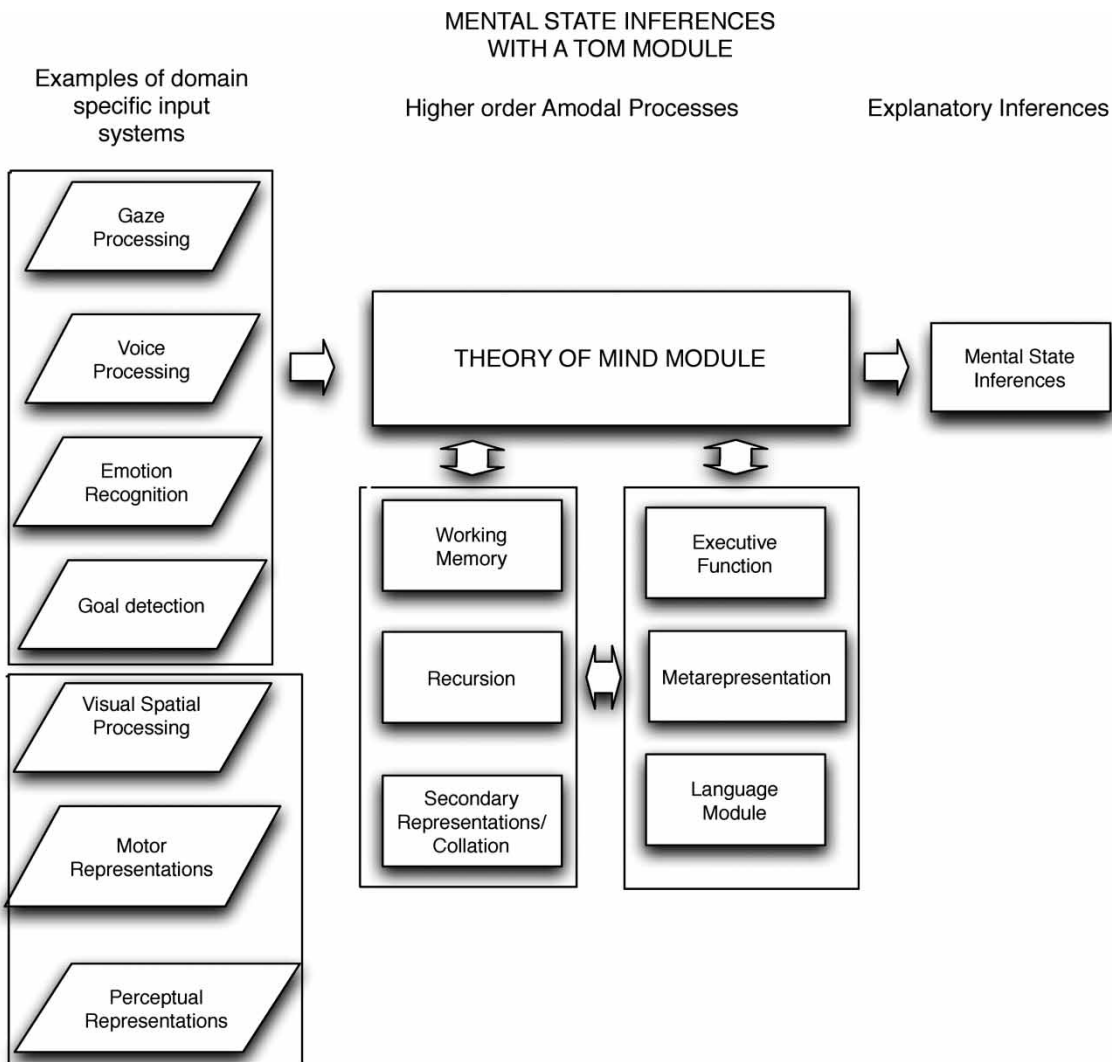 MENTAL STATE INFERENCES
WITH A TOM MODULE
Examples of domain
specific input
systems
Higher order Amodal Processes
Explanatory Inferences
Gaze
Processing
Voice
Processing
Emotion
Recognition
Goal detection
Visual Spatial
Processing
Motor
Representations
Perceptual
Representations
THEORY OF MIND MODULE
Working
Memory
Recursion
Secondary
Representations/
Collation
Executive
Function
Metarepresentation
Language
Module
Mental State
Inferences